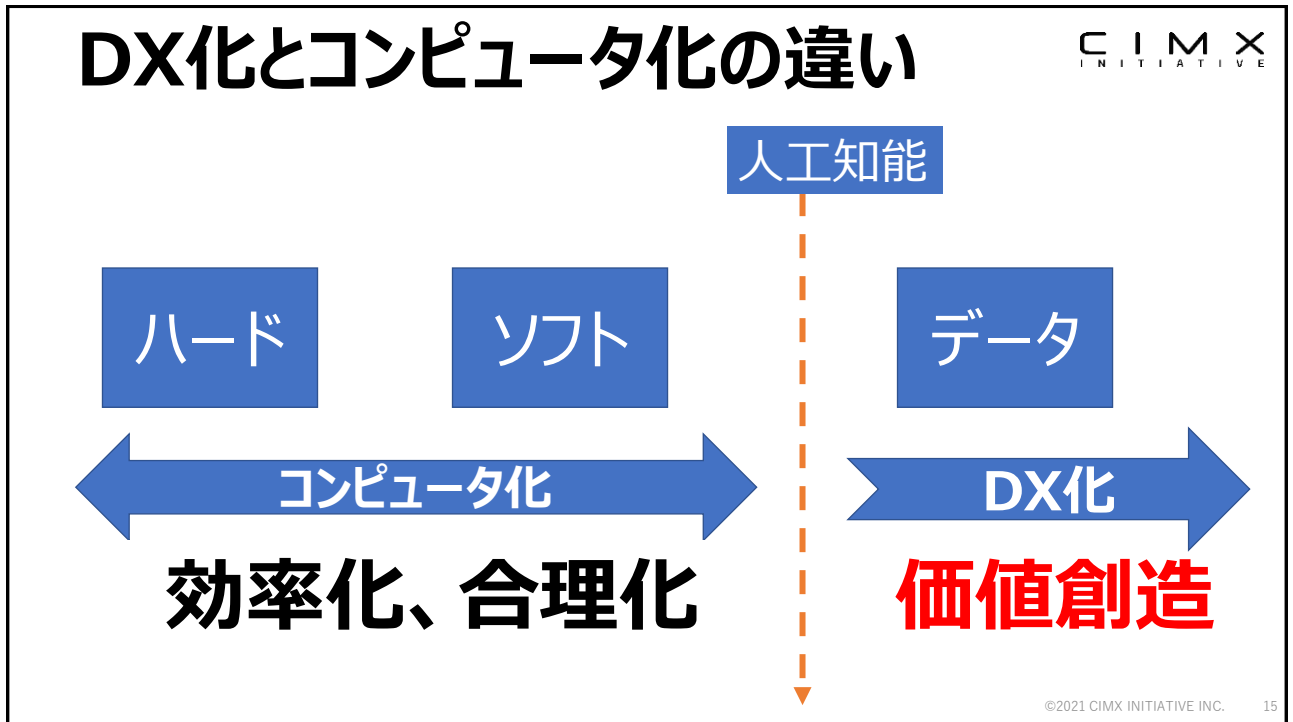 DX化とコンピュータ化の違い
CIMX
INITIATIVE
人工知能
ハード
ソフト
データ
コンピュータ化
DX化
効率化、合理化
価値創造
©2021 CIMX INITIATIVE INC.
15